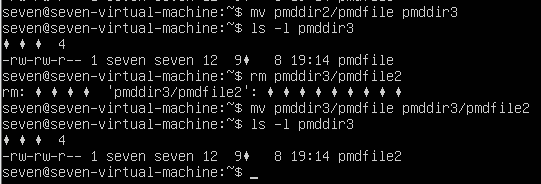 seven@seven-virtual-machine:~$ mv pmddir2/pmdfile pmddir3
seven@seven-virtual-machine:~$ ls -l pmddir3
♦ ♦ ♦  4
-rw-rw-r-- 1 seven seven 12  9♦   8 19:14 pmdfile
seven@seven-virtual-machine:~$ rm pmddir3/pmdfile2
rm: ♦ ♦ ♦ ♦  'pmddir3/pmdfile2': ♦ ♦ ♦ ♦ ♦ ♦ ♦ ♦ ♦
seven@seven-virtual-machine:~$ mv pmddir3/pmdfile pmddir3/pmdfile2
seven@seven-virtual-machine:~$ ls -l pmddir3
♦ ♦ ♦  4
-rw-rw-r-- 1 seven seven 12  9♦   8 19:14 pmdfile2
seven@seven-virtual-machine:~$ _